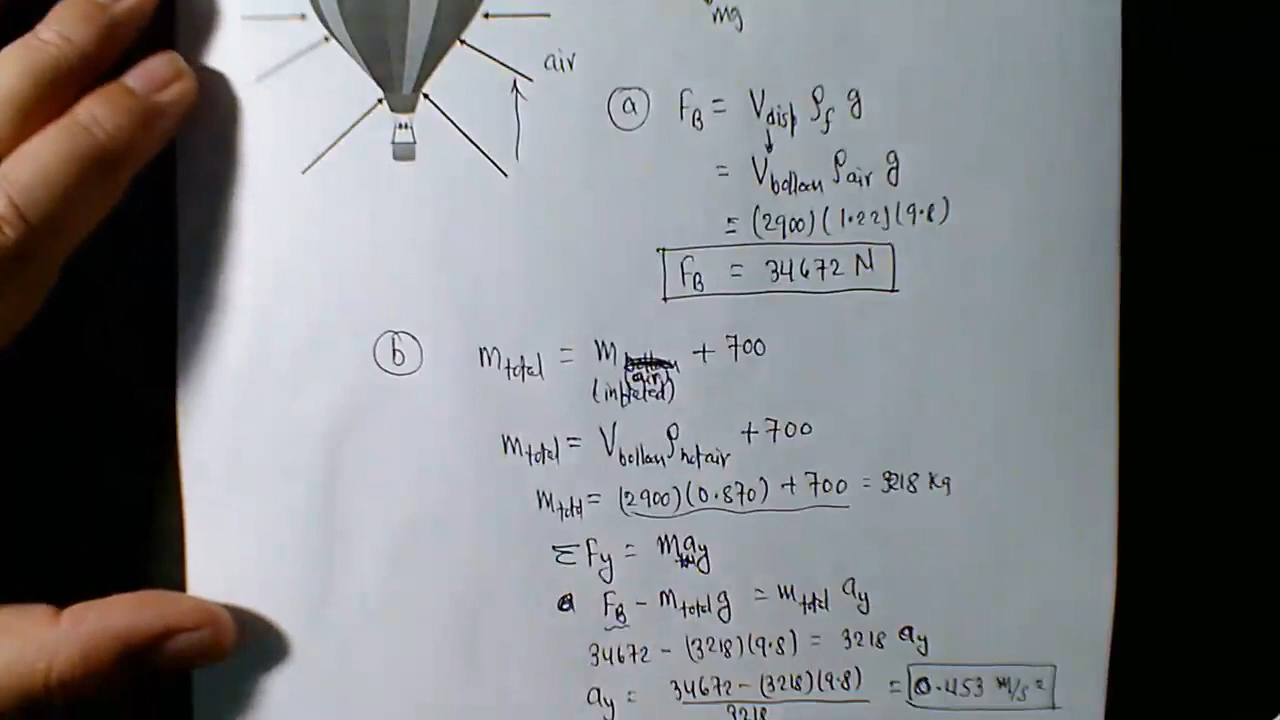 mg
air
(a) F_B = V_disp ρ_f g
= V_balloon ρ_air g
= (2900)(1.22)(9.8)
F_B = 34672 N
(b) m_total = m + 700
(air)
(inflated)
m_total = V_balloon ρ_hot air + 700
m_total = (2900)(0.870) + 700 = 3218 Kg
ΣF_y = m a_y
F_B - m_total g = m_total a_y
34672 - (3218)(9.8) = 3218 a_y
a_y = 34672 - (3218)(9.8) = 0.453 m/s²
3218